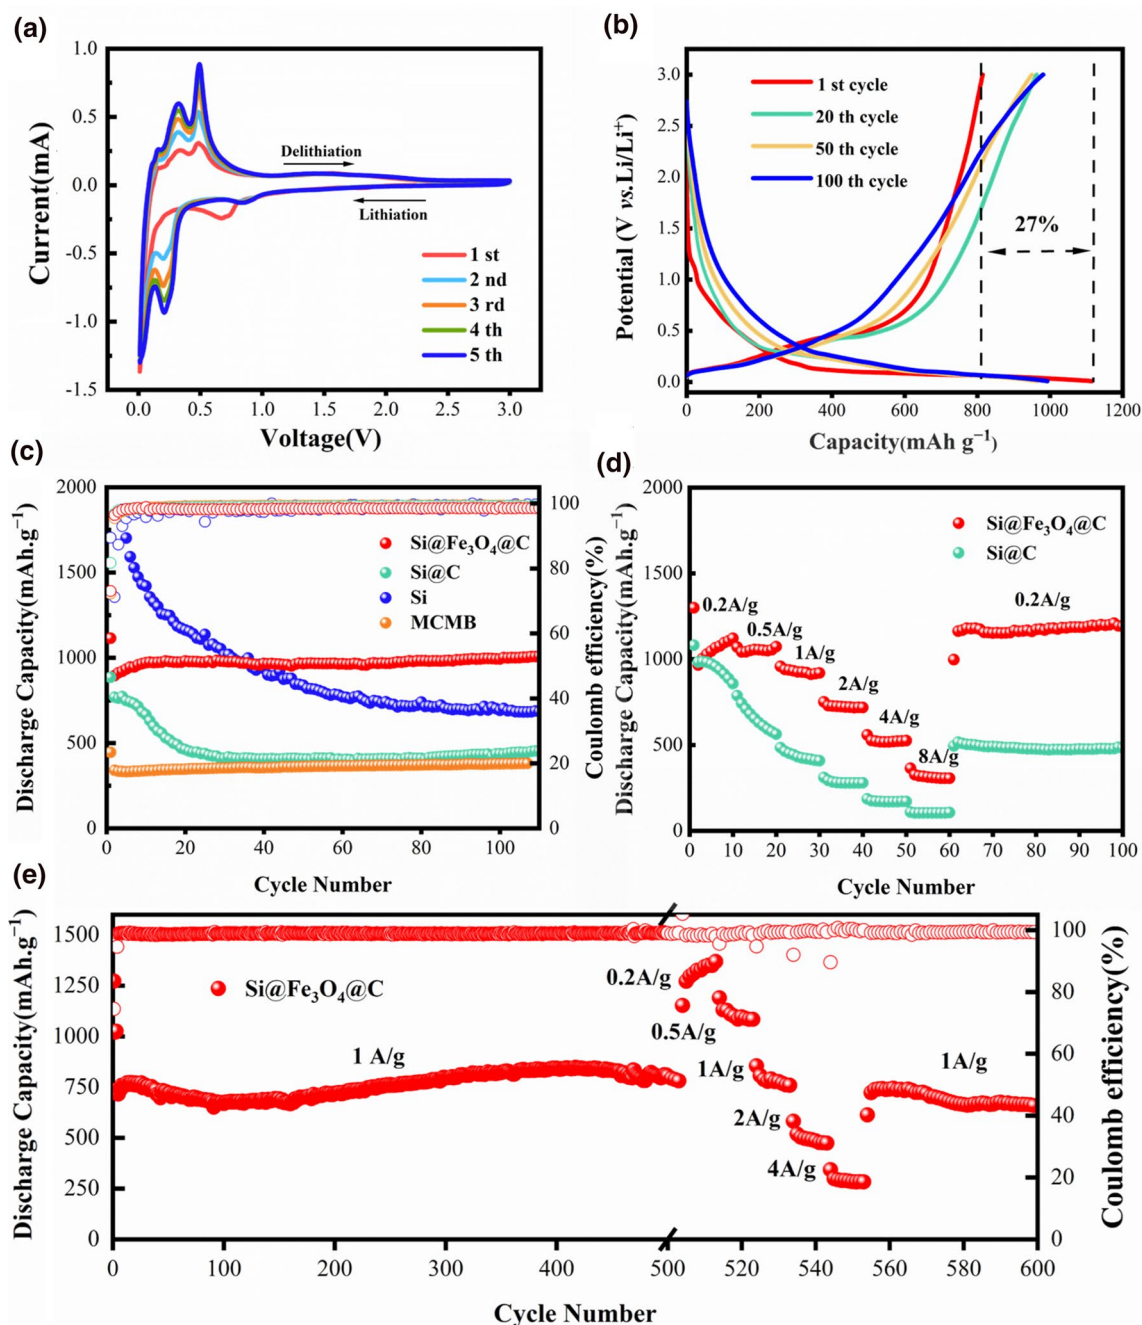 (a)
1.0
0.5
0.0
-0.5
-1.0
-1.5
Current(mA)
Delithiation
Lithiation
1 st
2 nd
3 rd
4 th
5 th
0.0 0.5 1.0 1.5 2.0 2.5 3.0
Voltage(V)
(b)
3.0
2.5
2.0
1.5
1.0
0.5
0.0
Potential (V vs.Li/Li⁺)
1 st cycle
20 th cycle
50 th cycle
100 th cycle
27%
0 200 400 600 800 1000 1200
Capacity(mAh g⁻¹)
(c)
2000
1500
1000
500
0
Discharge Capacity(mAh.g⁻¹)
Si@Fe₃O₄@C
Si@C
Si
MCMB
100
80
60
40
20
0
Coulomb efficiency(%)
0 20 40 60 80 100
Cycle Number
(d)
2000
1500
1000
500
0
Discharge Capacity(mAh.g⁻¹)
Si@Fe₃O₄@C
Si@C
0.2A/g
0.5A/g
1A/g
2A/g
4A/g
8A/g
0.2A/g
0 10 20 30 40 50 60 70 80 90 100
Cycle Number
(e)
1500
1250
1000
750
500
250
0
Discharge Capacity(mAh.g⁻¹)
Si@Fe₃O₄@C
1 A/g
0.2A/g
0.5A/g
1A/g
2A/g
4A/g
1A/g
100
80
60
40
20
0
Coulomb efficiency(%)
0 100 200 300 400 500 520 540 560 580 600
Cycle Number